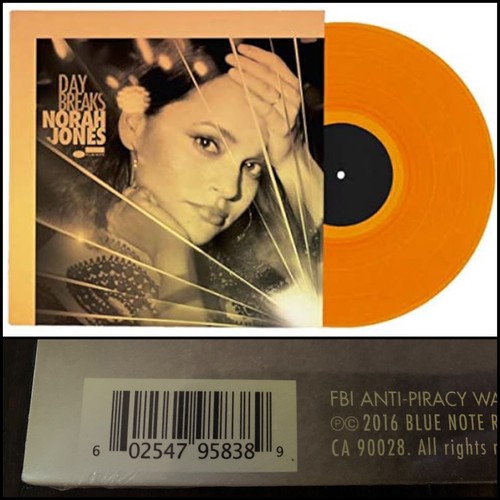 DAY
BREAKS
NORAH
JONES
FBI ANTI-PIRACY WA
℗© 2016 BLUE NOTE R
CA 90028. All rights
6 02547 95838 9